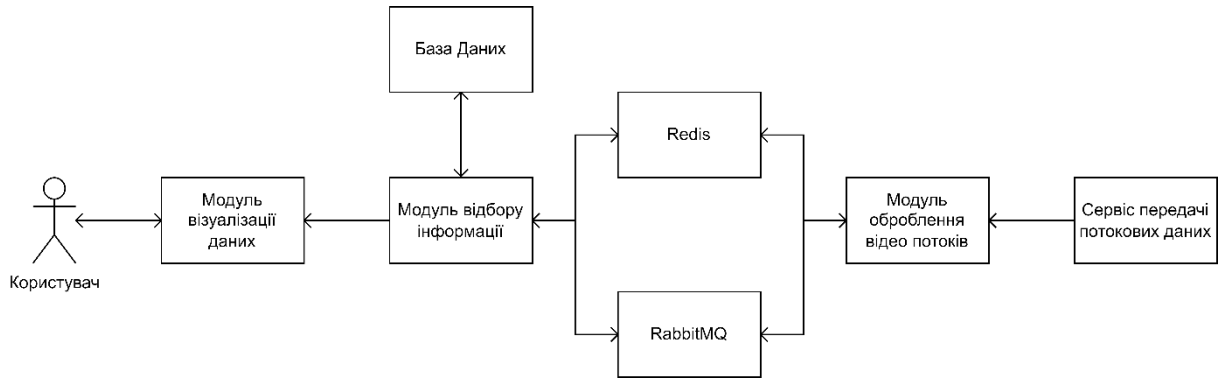 База Даних
Redis
Модуль
візуалізації
даних
Модуль відбору
інформації
Модуль
оброблення
відео потоків
Сервіс передачі
потокових даних
Користувач
RabbitMQ